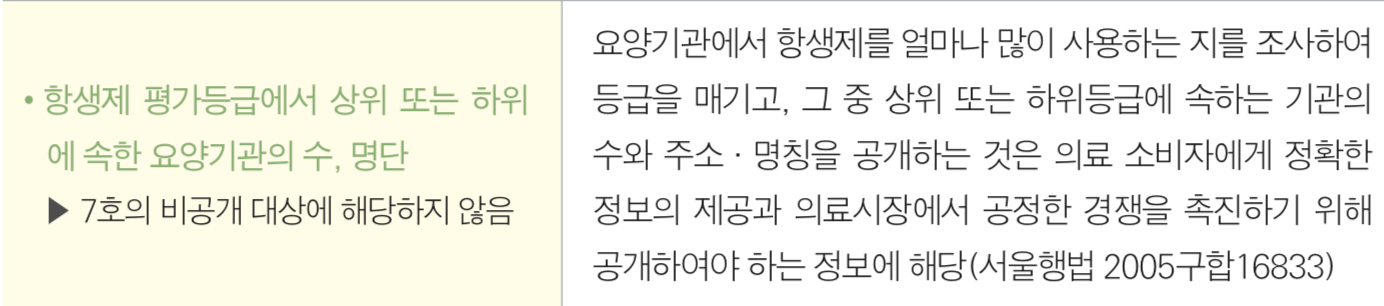 • 항생제 평가등급에서 상위 또는 하위
에 속한 요양기관의 수, 명단
▶ 7호의 비공개 대상에 해당하지 않음
요양기관에서 항생제를 얼마나 많이 사용하는 지를 조사하여
등급을 매기고, 그 중 상위 또는 하위등급에 속하는 기관의
수와 주소 · 명칭을 공개하는 것은 의료 소비자에게 정확한
정보의 제공과 의료시장에서 공정한 경쟁을 촉진하기 위해
공개하여야 하는 정보에 해당(서울행법 2005구합16833)